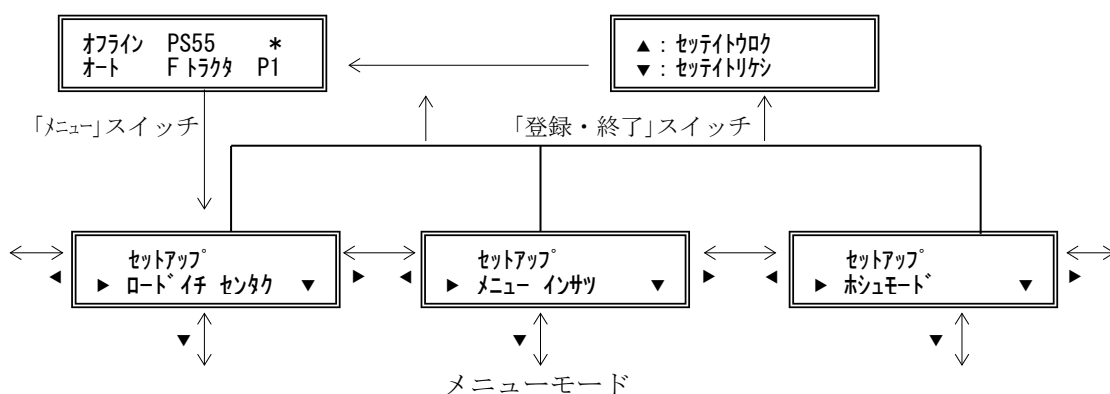 オフライン PS55 *
オート F トラクタ P1
▲ : セッテイトウロク
▼ : セッテイトリケシ
「メニュー」スイッチ
「登録・終了」スイッチ
セットアップ
▶ ロードイチ センタク ▼
セットアップ
▶ メニュー インサツ ▼
セットアップ
▶ ホシュモード ▼
◀ ▶ ◀ ▶ ◀ ▶
▼ ▼ ▼
メニューモード